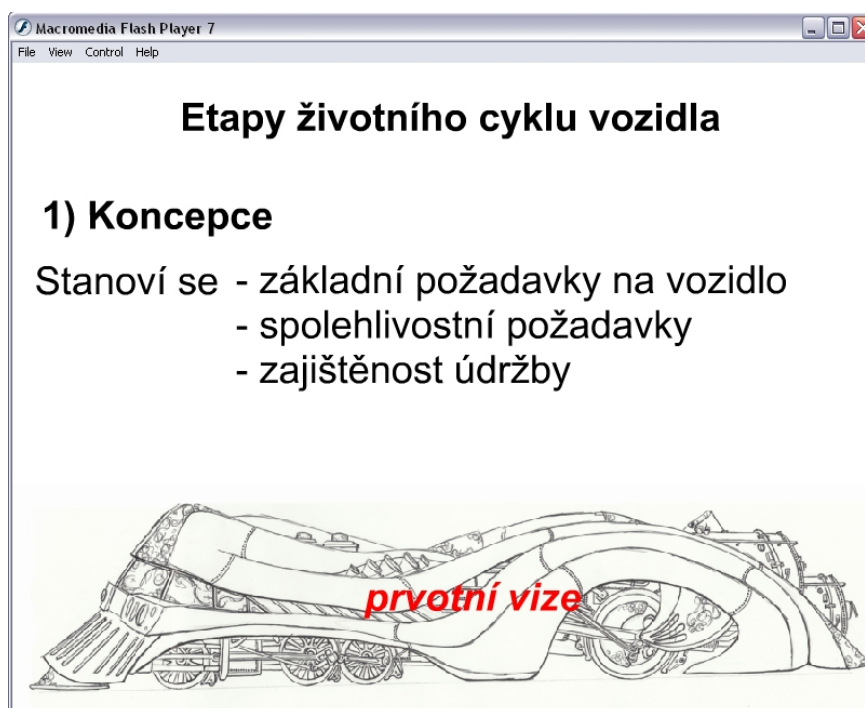 Macromedia Flash Player 7
File View Control Help
Etapy životního cyklu vozidla
1) Koncepce
Stanoví se - základní požadavky na vozidlo
- spolehlivostní požadavky
- zajištěnost údržby
prvotní vize